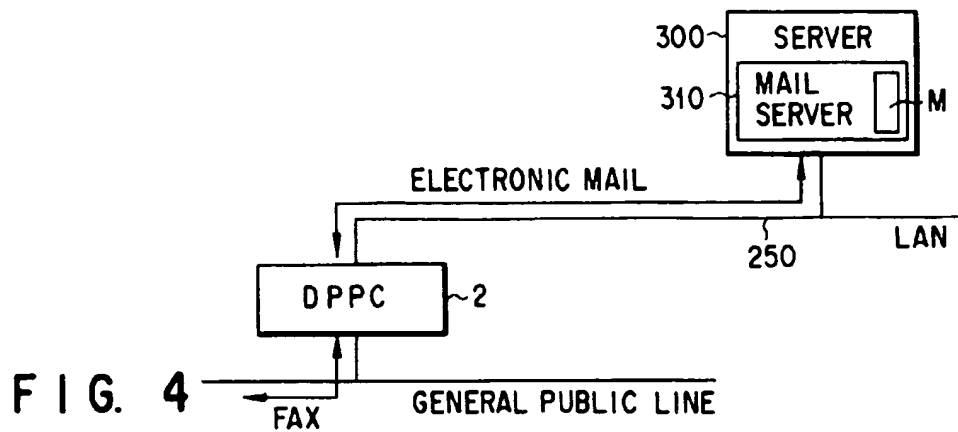 300 SERVER
310 MAIL SERVER M
ELECTRONIC MAIL
250 LAN
DPPC 2
FIG. 4
FAX
GENERAL PUBLIC LINE